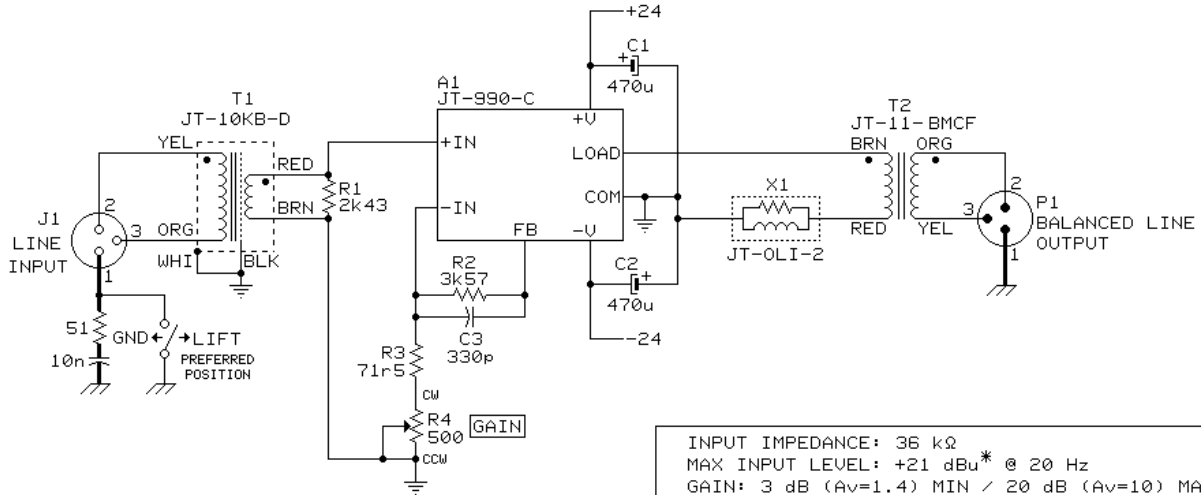 +24
C1
+
470u
A1
JT-990-C
T1
JT-10KB-D
T2
JT-11-BMCF
YEL
RED
+IN
+V
LOAD
BRN
ORG
R1
2k43
2
J1
LINE
INPUT
3
ORG
BRN
-IN
COM
X1
2
P1
3
BALANCED LINE
OUTPUT
1
WHI
BLK
FB
-V
RED
YEL
1
R2
3k57
C2
+
JT-OLI-2
470u
51
GND
LIFT
PREFERRED
POSITION
10n
C3
330p
-24
R3
71r5
CW
R4
500
GAIN
CCW
INPUT IMPEDANCE: 36 kΩ
MAX INPUT LEVEL: +21 dBu* @ 20 Hz
GAIN: 3 dB (Av=1.4) MIN / 20 dB (Av=10) MA